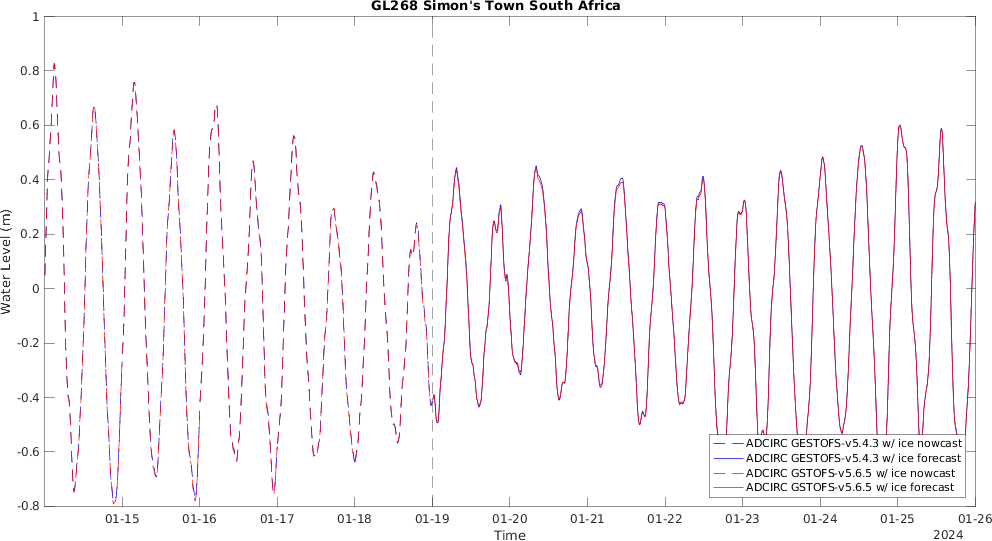 GL268 Simon's Town South Africa
1
0.8
0.6
0.4
0.2
0
-0.2
-0.4
-0.6
-0.8
Water Level (m)
ADCIRC GESTOFS-v5.4.3 w/ ice nowcast
ADCIRC GESTOFS-v5.4.3 w/ ice forecast
ADCIRC GSTOFS-v5.6.5 w/ ice nowcast
ADCIRC GSTOFS-v5.6.5 w/ ice forecast
01-15 01-16 01-17 01-18 01-19 01-20 01-21 01-22 01-23 01-24 01-25 01-26
Time
2024